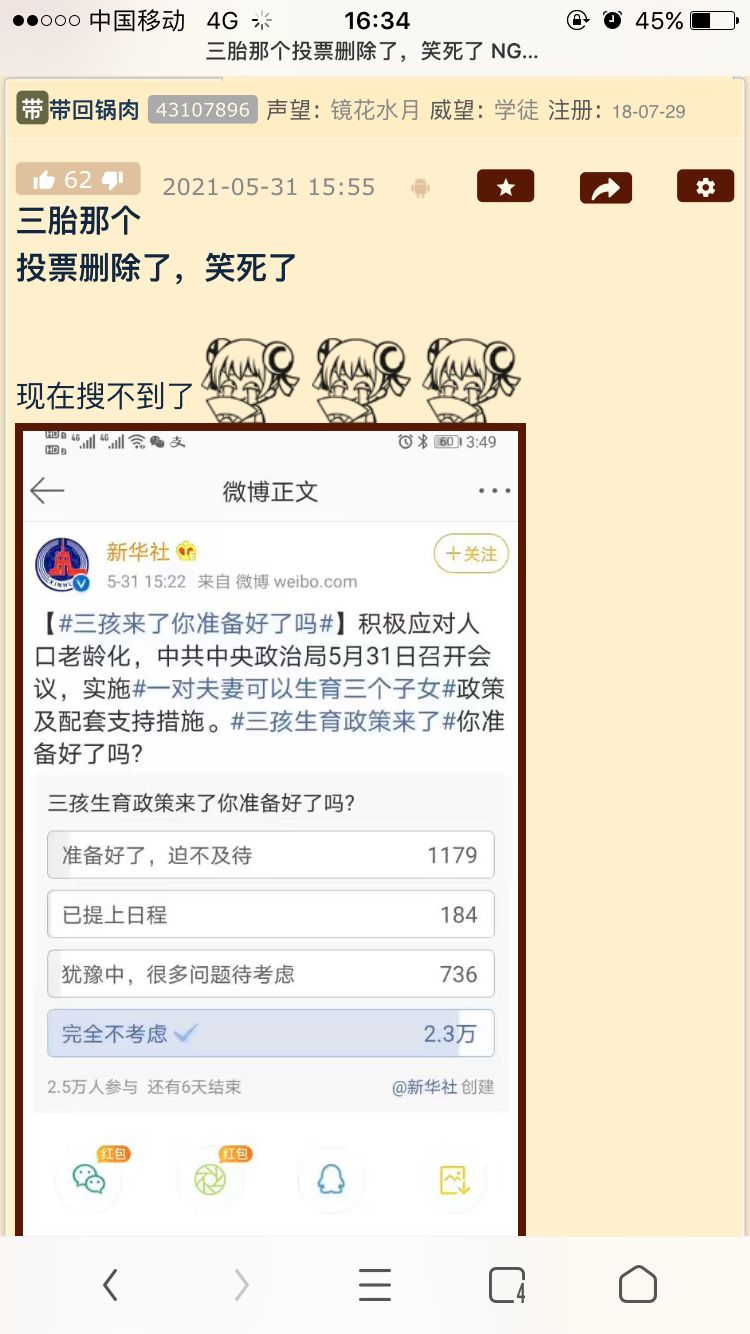 中国移动 4G 16:34 45%
三胎那个投票删除了，笑死了 NG...
带 带回锅肉 43107896 声望：镜花水月 威望：学徒 注册：18-07-29
62 2021-05-31 15:55
三胎那个
投票删除了，笑死了
现在搜不到了
HD 4G 4G 支 60 3:49
HD 2
微博正文
新华社
+关注
5-31 15:22 来自 微博 weibo.com
【#三孩来了你准备好了吗#】积极应对人
口老龄化，中共中央政治局5月31日召开会
议，实施#一对夫妻可以生育三个子女#政策
及配套支持措施。#三孩生育政策来了#你准
备好了吗？
三孩生育政策来了你准备好了吗？
准备好了，迫不及待 1179
已提上日程 184
犹豫中，很多问题待考虑 736
完全不考虑 2.3万
2.5万人参与 还有6天结束 @新华社 创建
红包 红包
4